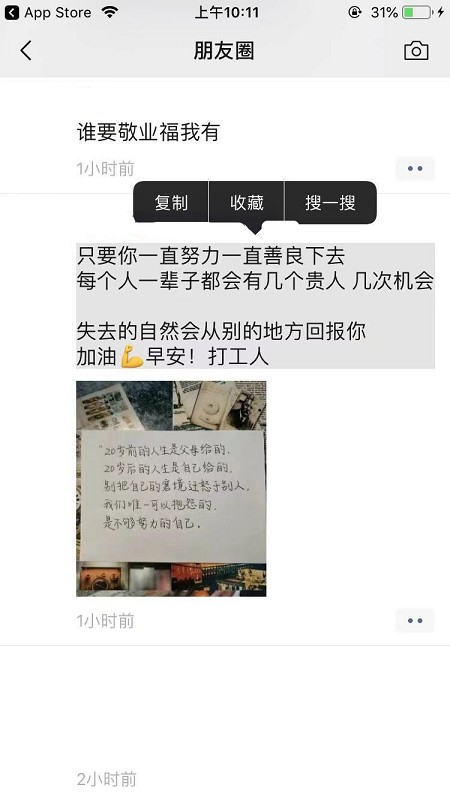 App Store
上午10:11
31%
朋友圈
谁要敬业福我有
1小时前
复制 收藏 搜一搜
只要你一直努力一直善良下去
每个人一辈子都会有几个贵人 几次机会
失去的自然会从别的地方回报你
加油💪早安！打工人
"20岁前的人生是父母给的.
20岁后的人生是自己给的.
别把自己的窘境迁怒于别人.
我们唯一可以抱怨的.
是不够努力的自己.
1小时前
2小时前